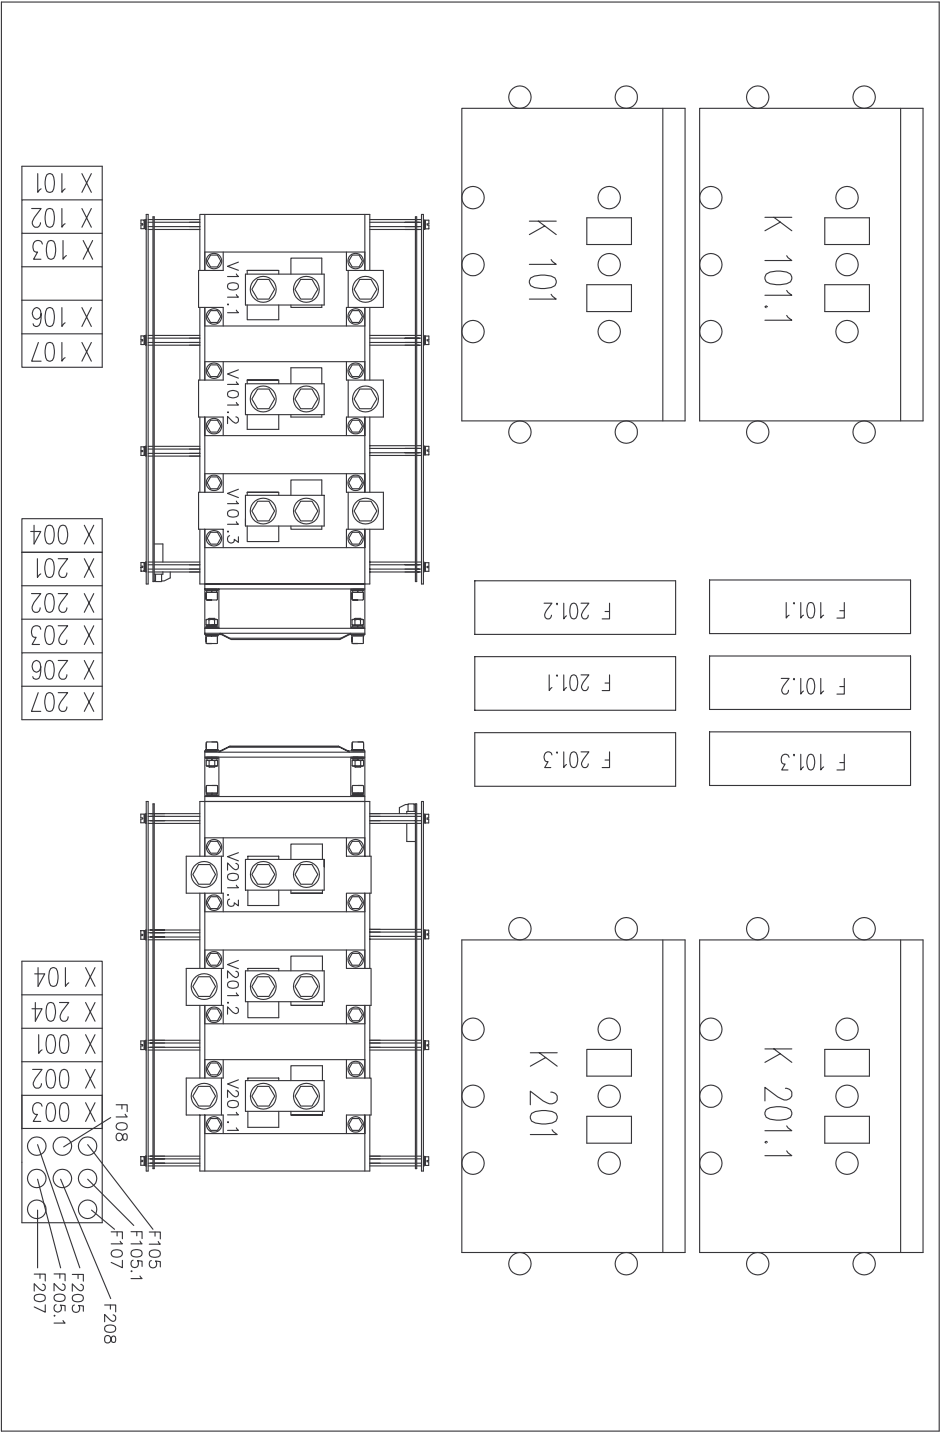 X 101
X 102
X 103
X 106
X 107
X 004
X 201
X 202
X 203
X 206
X 207
X 104
X 204
X 001
X 002
X 003
V101.1
V101.2
V101.3
V201.3
V201.2
V201.1
K 101
K 101.1
F 201.2
F 101.1
F 201.1
F 101.2
F 201.3
F 101.3
K 201
K 201.1
F108
F105
F105.1
F107
F208
F205
F205.1
F207